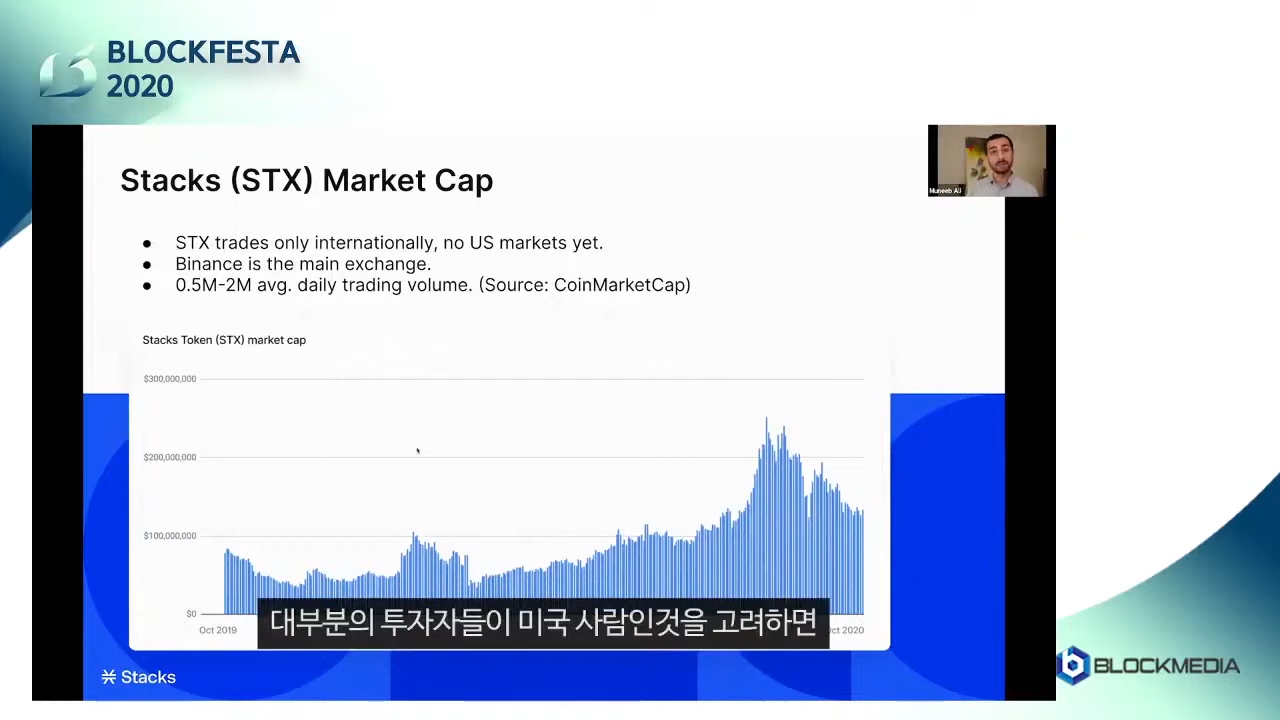 BLOCKFESTA
2020
Stacks (STX) Market Cap
Muneeb Ali
● STX trades only internationally, no US markets yet.
● Binance is the main exchange.
● 0.5M-2M avg. daily trading volume. (Source: CoinMarketCap)
Stacks Token (STX) market cap
$300,000,000
$200,000,000
$100,000,000
$0
Oct 2019
Oct 2020
대부분의 투자자들이 미국 사람인것을 고려하면
Stacks
BLOCKMEDIA